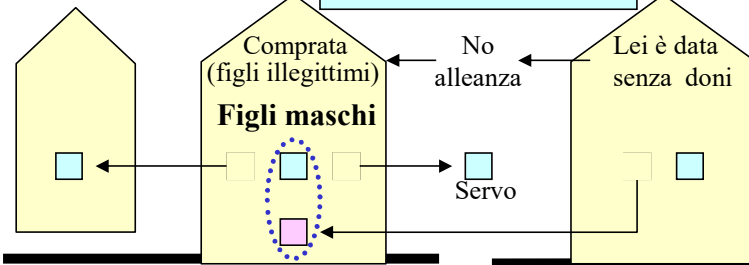 Comprata
(figli illegittimi)
No
alleanza
Lei è data
senza doni
Figli maschi
Servo